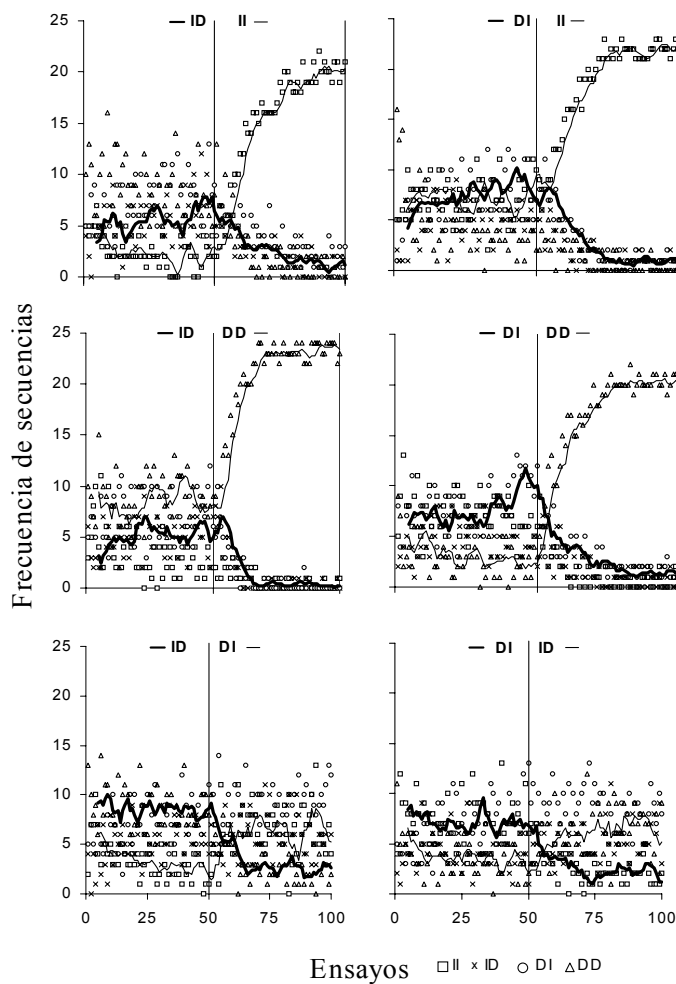 25 — ID II — — DI II —
20
15
10
5
0
25 — ID DD — — DI DD —
20
15
10
5
0
25 — ID DI — — DI ID —
20
15
10
5
0
0 25 50 75 100 0 25 50 75 100
Frecuencia de secuencias
Ensayos □ II x ID ○ DI △ DD